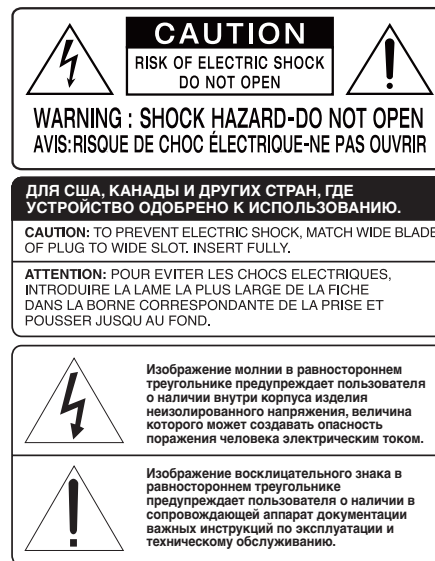 CAUTION
RISK OF ELECTRIC SHOCK
DO NOT OPEN
WARNING : SHOCK HAZARD-DO NOT OPEN
AVIS:RISQUE DE CHOC ÉLECTRIQUE-NE PAS OUVRIR
ДЛЯ США, КАНАДЫ И ДРУГИХ СТРАН, ГДЕ
УСТРОЙСТВО ОДОБРЕНО К ИСПОЛЬЗОВАНИЮ.
CAUTION: TO PREVENT ELECTRIC SHOCK, MATCH WIDE BLADE
OF PLUG TO WIDE SLOT. INSERT FULLY.
ATTENTION: POUR EVITER LES CHOCS ELECTRIQUES,
INTRODUIRE LA LAME LA PLUS LARGE DE LA FICHE
DANS LA BORNE CORRESPONDANTE DE LA PRISE ET
POUSSER JUSQU AU FOND.
Изображение молнии в равностороннем
треугольнике предупреждает пользователя
о наличии внутри корпуса изделия
неизолированного напряжения, величина
которого может создавать опасность
поражения человека электрическим током.
Изображение восклицательного знака в
равностороннем треугольнике
предупреждает пользователя о наличии в
сопровождающей аппарат документации
важных инструкций по эксплуатации и
техническому обслуживанию.